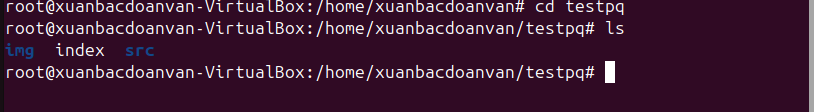 root@xuanbacdoanvan-VirtualBox:/home/xuanbacdoanvan# cd testpq
root@xuanbacdoanvan-VirtualBox:/home/xuanbacdoanvan/testpq# ls
img  index  src
root@xuanbacdoanvan-VirtualBox:/home/xuanbacdoanvan/testpq#